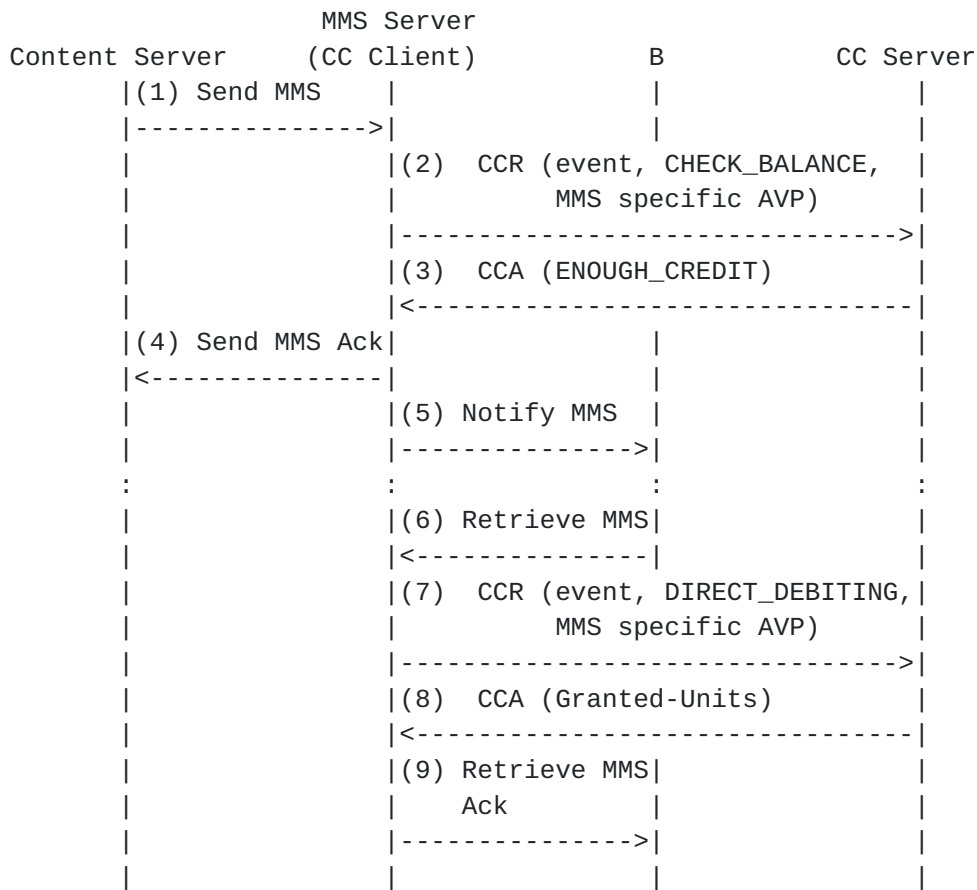 MMS Server
Content Server (CC Client) B CC Server
(1) Send MMS
(2) CCR (event, CHECK_BALANCE,
MMS specific AVP)
(3) CCA (ENOUGH_CREDIT)
(4) Send MMS Ack
(5) Notify MMS
(6) Retrieve MMS
(7) CCR (event, DIRECT_DEBITING,
MMS specific AVP)
(8) CCA (Granted-Units)
(9) Retrieve MMS
Ack